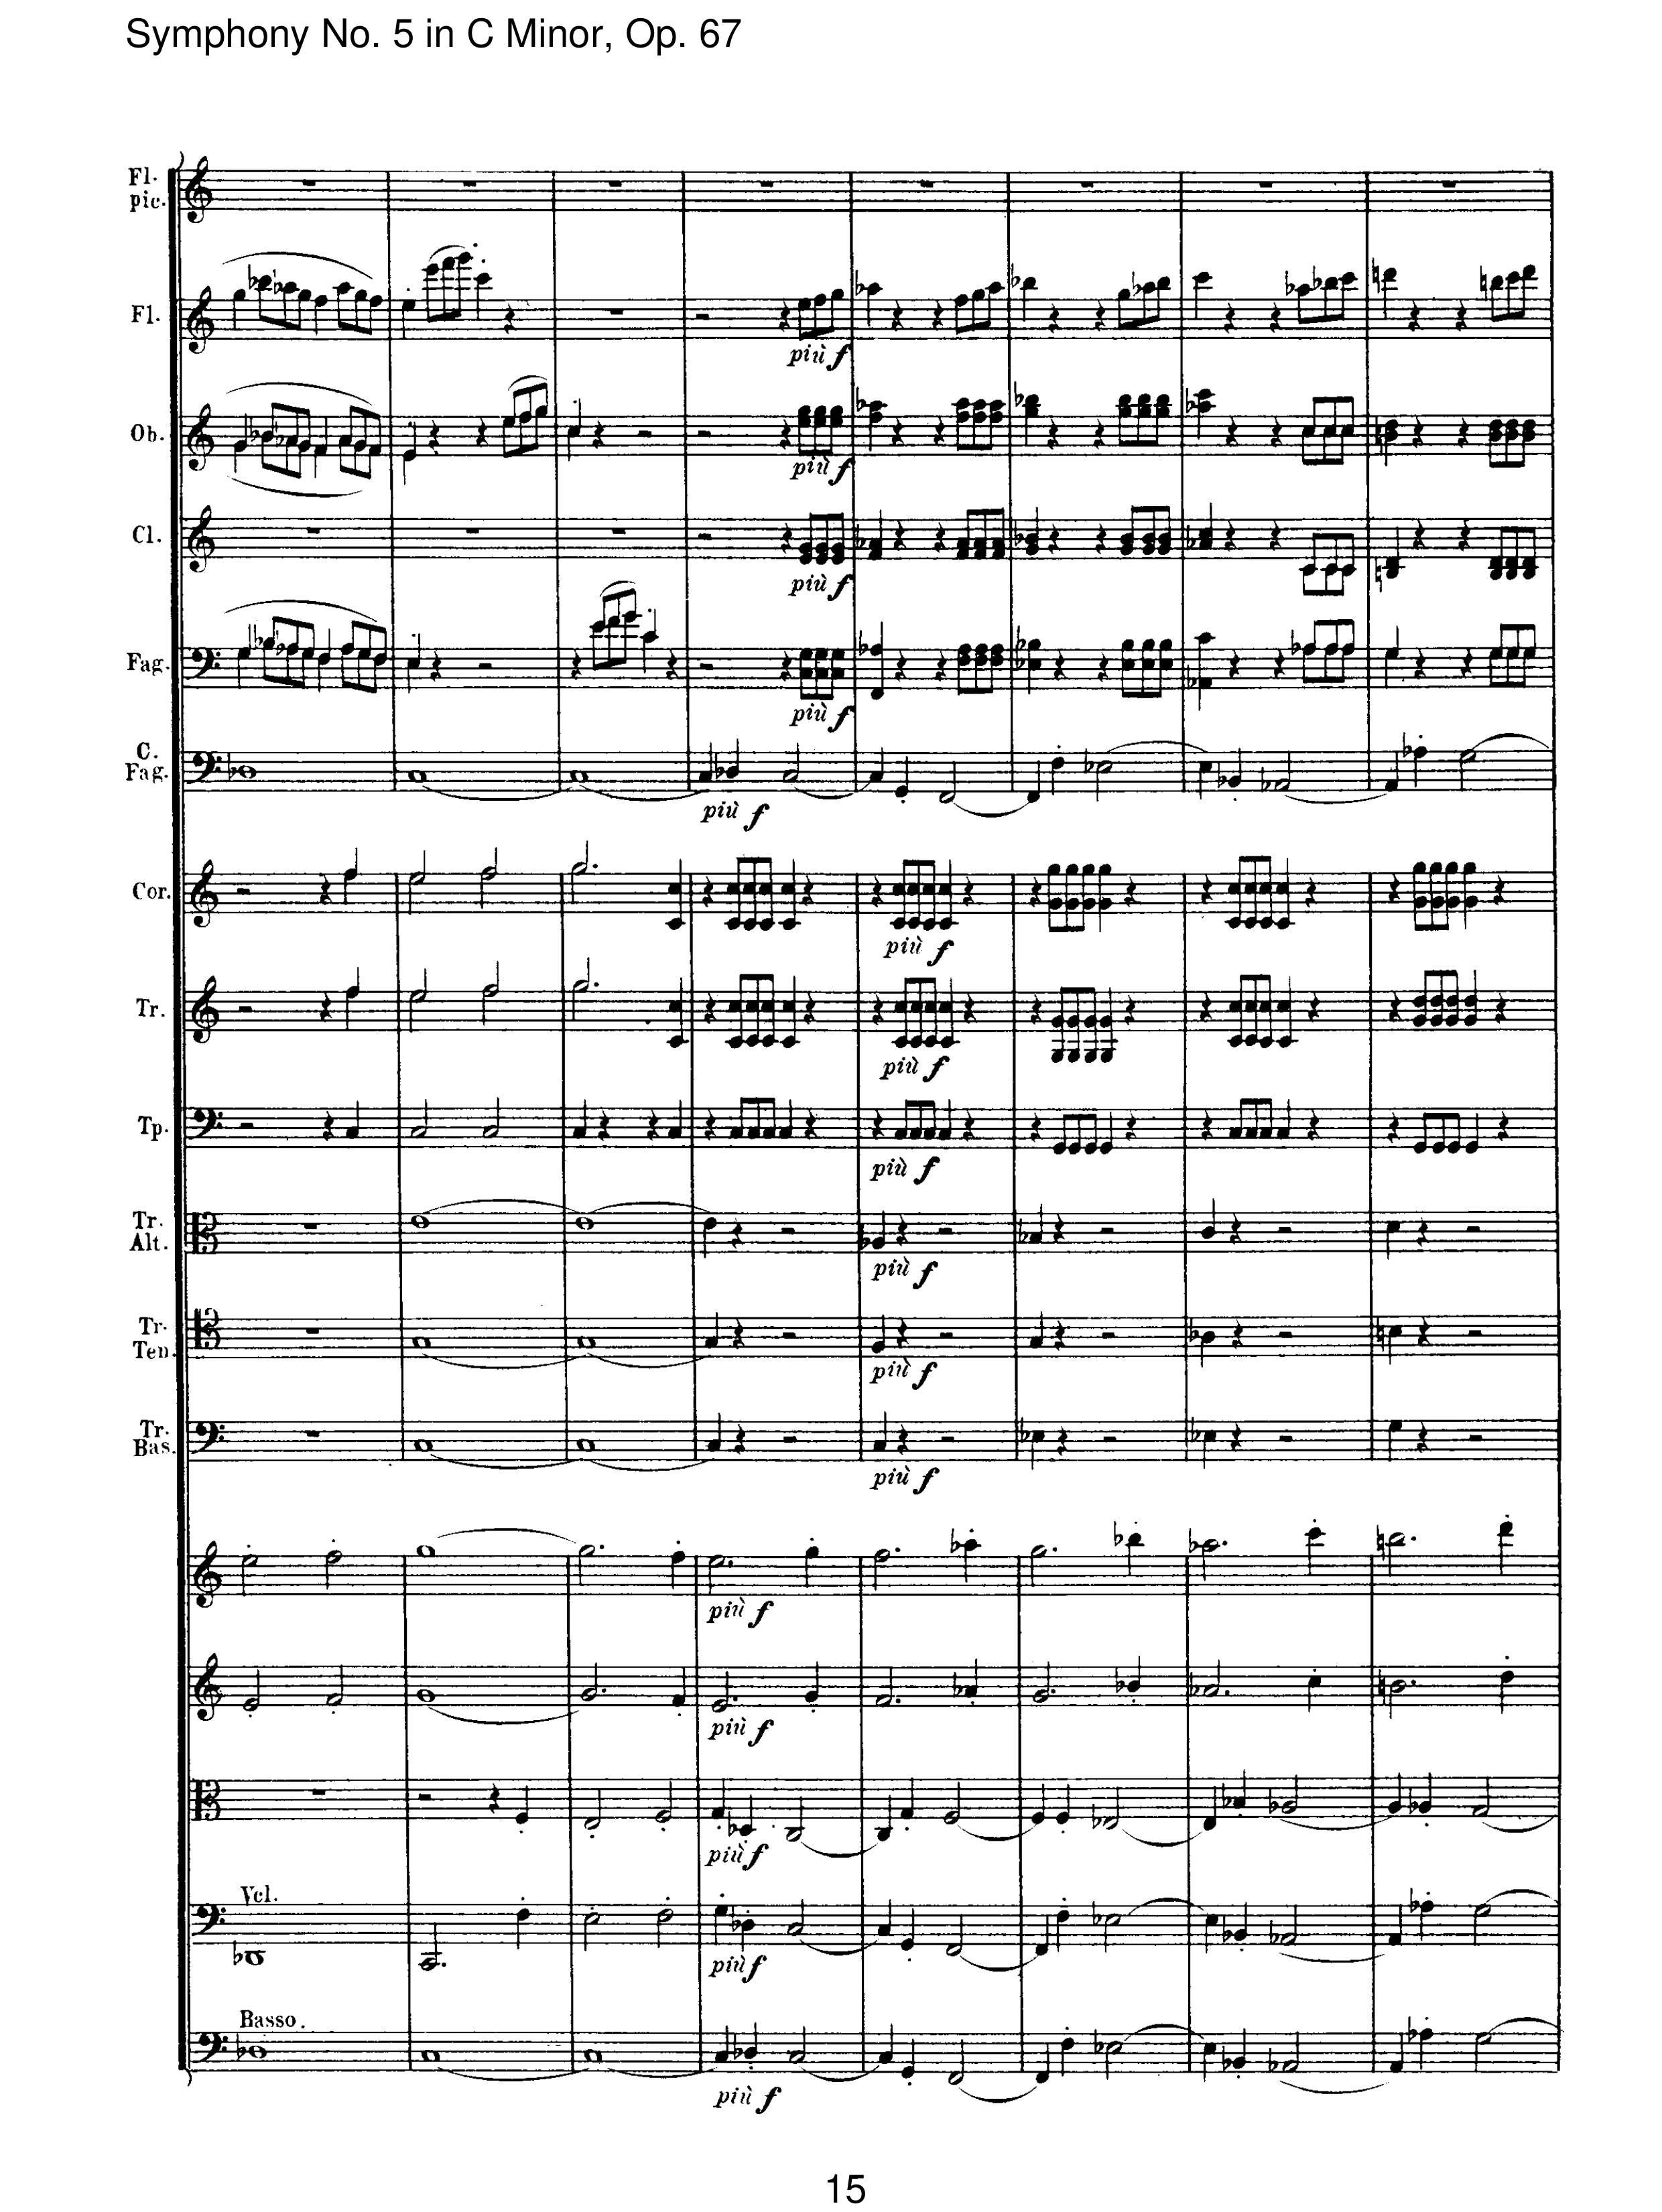 Symphony No. 5 in C Minor, Op. 67
Fl.
pic.
Fl.
più f
Ob.
più f
Cl.
più f
Fag.
più f
C.
Fag.
più f
Cor.
più f
Tr.
più f
Tp.
più f
Tr.
Alt.
più f
Tr.
Ten.
più f
Tr.
Bas.
più f
più f
più f
più f
Vcl.
più f
Basso.
più f
15